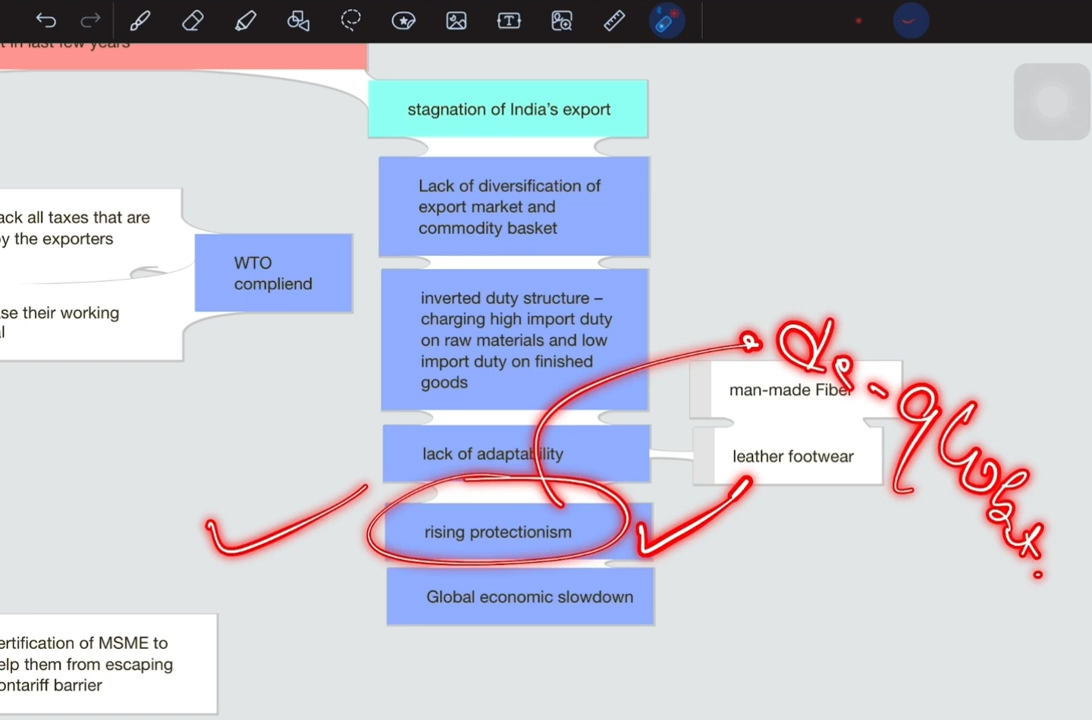 t in last few years
stagnation of India's export
Lack of diversification of
export market and
commodity basket
ack all taxes that are
y the exporters
WTO
compliend
se their working
l
inverted duty structure –
charging high import duty
on raw materials and low
import duty on finished
goods
man-made Fiber
lack of adaptability
leather footwear
rising protectionism
Global economic slowdown
de-globat.
ertification of MSME to
elp them from escaping
ontariff barrier